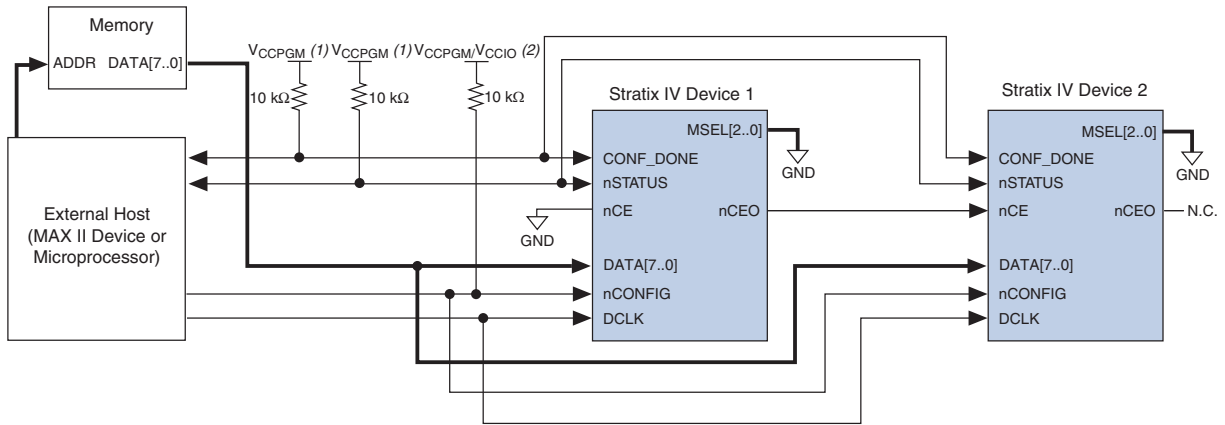 Memory
ADDR DATA[7..0]
VCCPGM (1) VCCPGM (1) VCCPGM/VCCIO (2)
10 kΩ 10 kΩ 10 kΩ
External Host
(MAX II Device or
Microprocessor)
Stratix IV Device 1
MSEL[2..0]
GND
CONF_DONE
nSTATUS
nCE nCEO
GND
DATA[7..0]
nCONFIG
DCLK
Stratix IV Device 2
MSEL[2..0]
GND
CONF_DONE
nSTATUS
nCE nCEO N.C.
DATA[7..0]
nCONFIG
DCLK